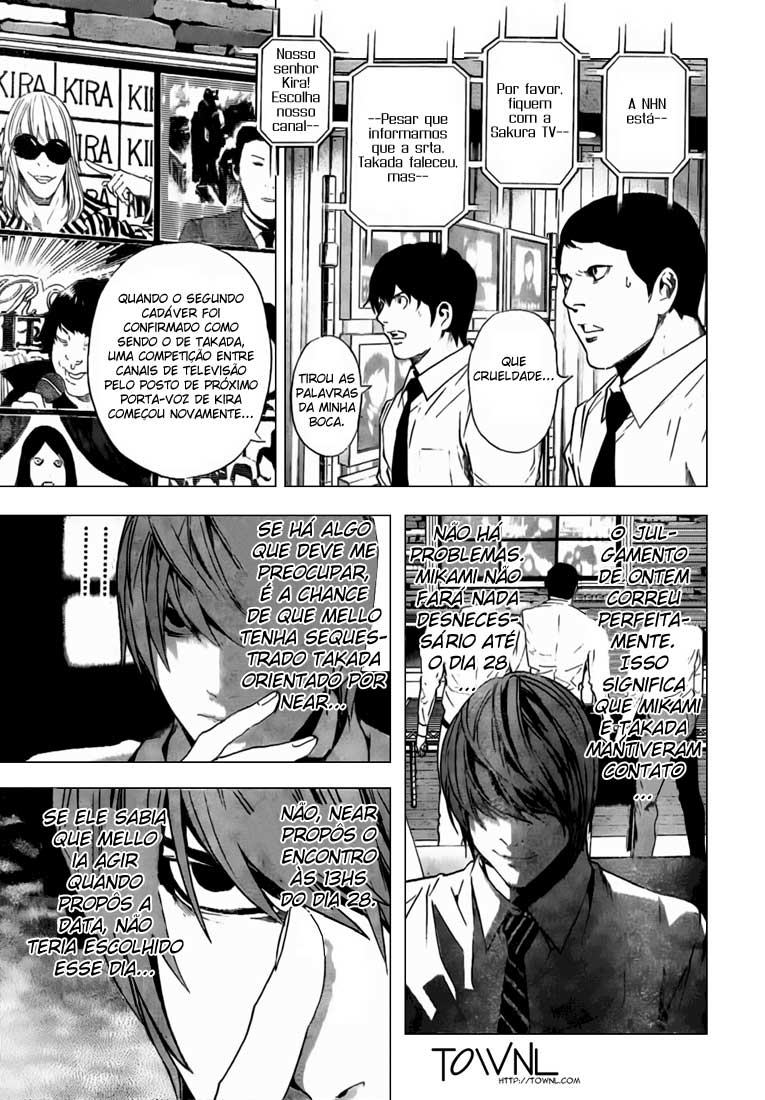 A NHN
está--
Por favor,
fiquem
com a
Sakura TV--
--Pesar que
informamos
que a srta.
Takada faleceu,
mas--
Nosso
senhor
Kira!
Escolha
nosso
canal--
KIRA
KIRA
KI
QUE
CRUELDADE...
TIROU AS
PALAVRAS
DA MINHA
BOCA.
QUANDO O SEGUNDO
CADÁVER FOI
CONFIRMADO COMO
SENDO O DE TAKADA,
UMA COMPETIÇÃO ENTRE
CANAIS DE TELEVISÃO
PELO POSTO DE PRÓXIMO
PORTA-VOZ DE KIRA
COMEÇOU NOVAMENTE...
O JUL-
GAMENTO
DE ONTEM
CORREU
PERFEITA-
MENTE.
ISSO
SIGNIFICA
QUE MIKAMI
E TAKADA
MANTIVERAM
CONTATO
...
NÃO HÁ
PROBLEMAS,
MIKAMI NÃO
FARÁ NADA
DESNECES-
SÁRIO ATÉ
O DIA 28
...
SE HÁ ALGO
QUE DEVE ME
PREOCUPAR,
É A CHANCE
DE QUE MELLO
TENHA SEQUES-
TRADO TAKADA
ORIENTADO POR
NEAR...
NÃO, NEAR
PROPÔS O
ENCONTRO
ÀS 13HS
DO DIA 28.
SE ELE SABIA
QUE MELLO
IA AGIR
QUANDO
PROPÔS A
DATA, NÃO
TERIA ESCOLHIDO
ESSE DIA...
TOWNL
HTTP://TOWNL.COM